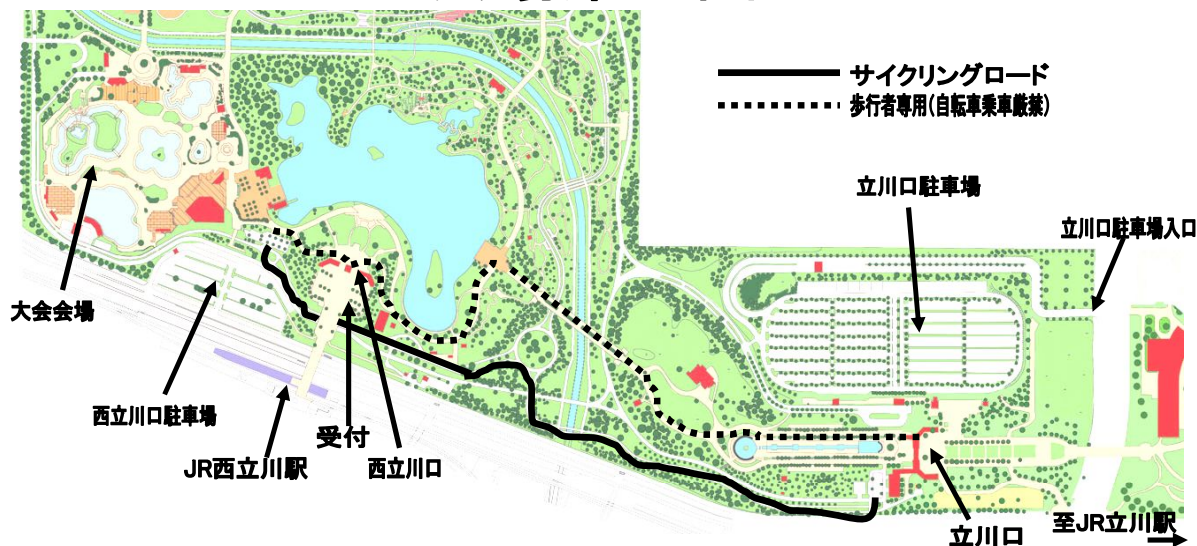 サイクリングロード
歩行者専用(自転車乗車厳禁)
立川口駐車場
立川口駐車場入口
大会会場
西立川口駐車場
受付
JR西立川駅
西立川口
立川口
至JR立川駅